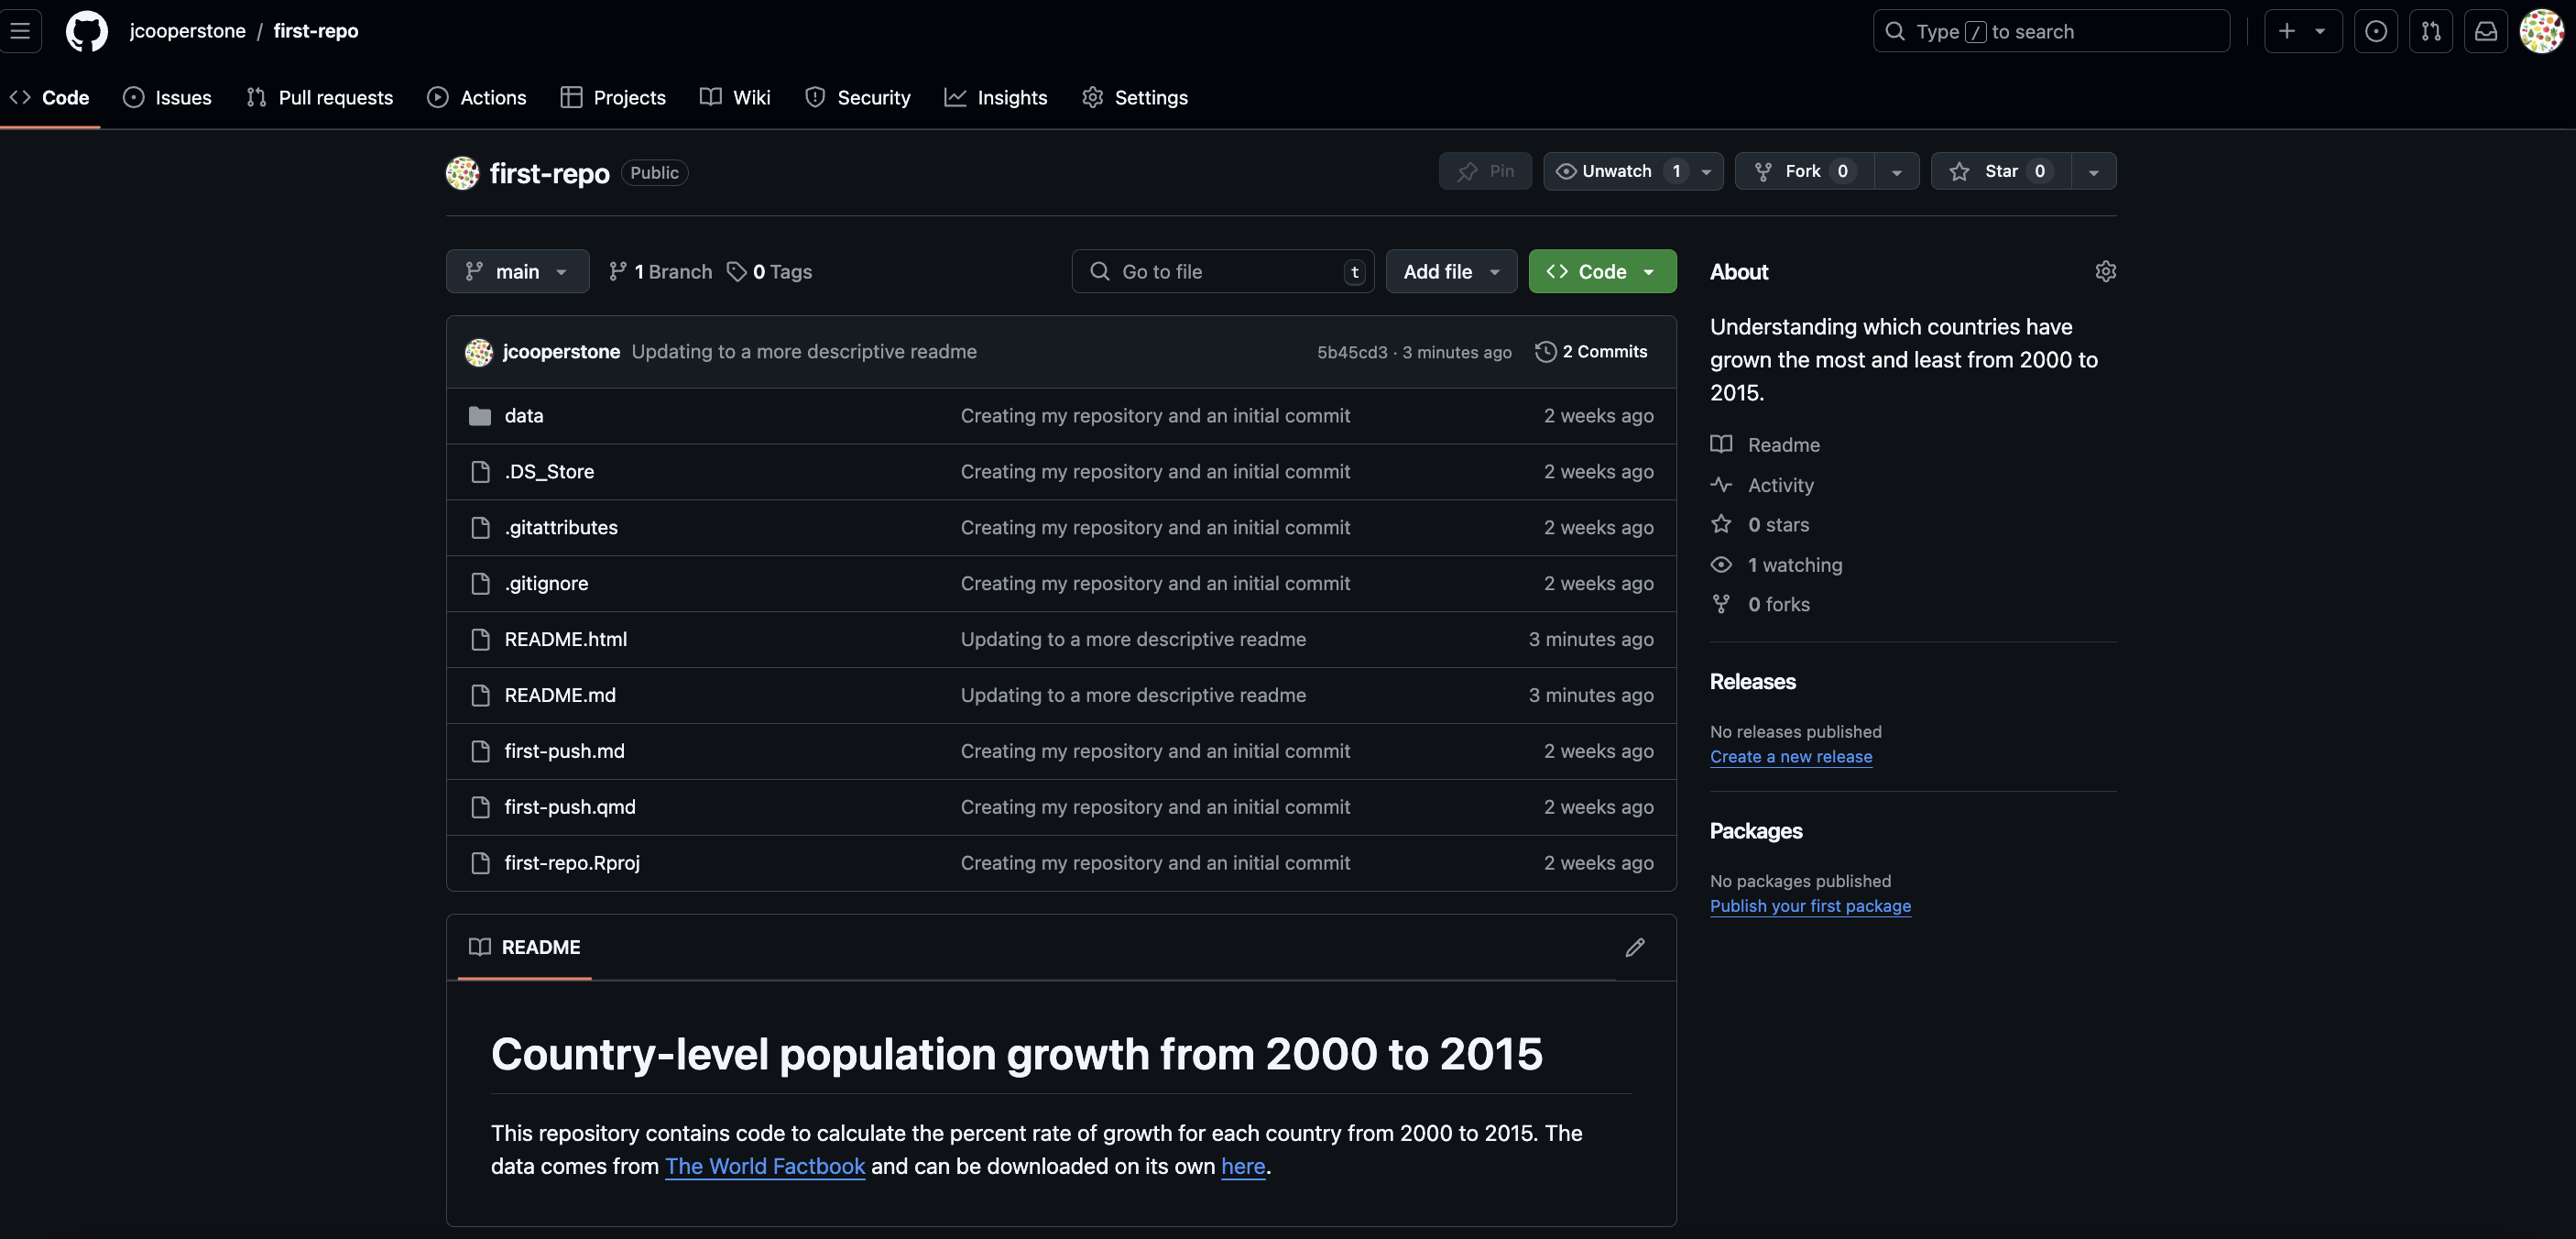 jcooperstone / first-repo
Type / to search
Code Issues Pull requests Actions Projects Wiki Security Insights Settings
first-repo Public
Pin Unwatch 1 Fork 0 Star 0
main 1 Branch 0 Tags Go to file t Add file Code
jcooperstone Updating to a more descriptive readme 5b45cd3 · 3 minutes ago 2 Commits
data Creating my repository and an initial commit 2 weeks ago
.DS_Store Creating my repository and an initial commit 2 weeks ago
.gitattributes Creating my repository and an initial commit 2 weeks ago
.gitignore Creating my repository and an initial commit 2 weeks ago
README.html Updating to a more descriptive readme 3 minutes ago
README.md Updating to a more descriptive readme 3 minutes ago
first-push.md Creating my repository and an initial commit 2 weeks ago
first-push.qmd Creating my repository and an initial commit 2 weeks ago
first-repo.Rproj Creating my repository and an initial commit 2 weeks ago
README
Country-level population growth from 2000 to 2015
This repository contains code to calculate the percent rate of growth for each country from 2000 to 2015. The
data comes from The World Factbook and can be downloaded on its own here.
About
Understanding which countries have
grown the most and least from 2000 to
2015.
Readme
Activity
0 stars
1 watching
0 forks
Releases
No releases published
Create a new release
Packages
No packages published
Publish your first package